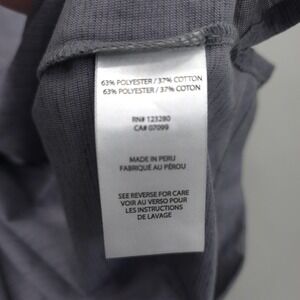 63% POLYESTER / 37% COTTON
63% POLYESTER / 37% COTON
RN# 123280
CA# 07099
MADE IN PERU
FABRIQUÉ AU PÉROU
SEE REVERSE FOR CARE
VOIR AU VERSO POUR
LES INSTRUCTIONS
DE LAVAGE